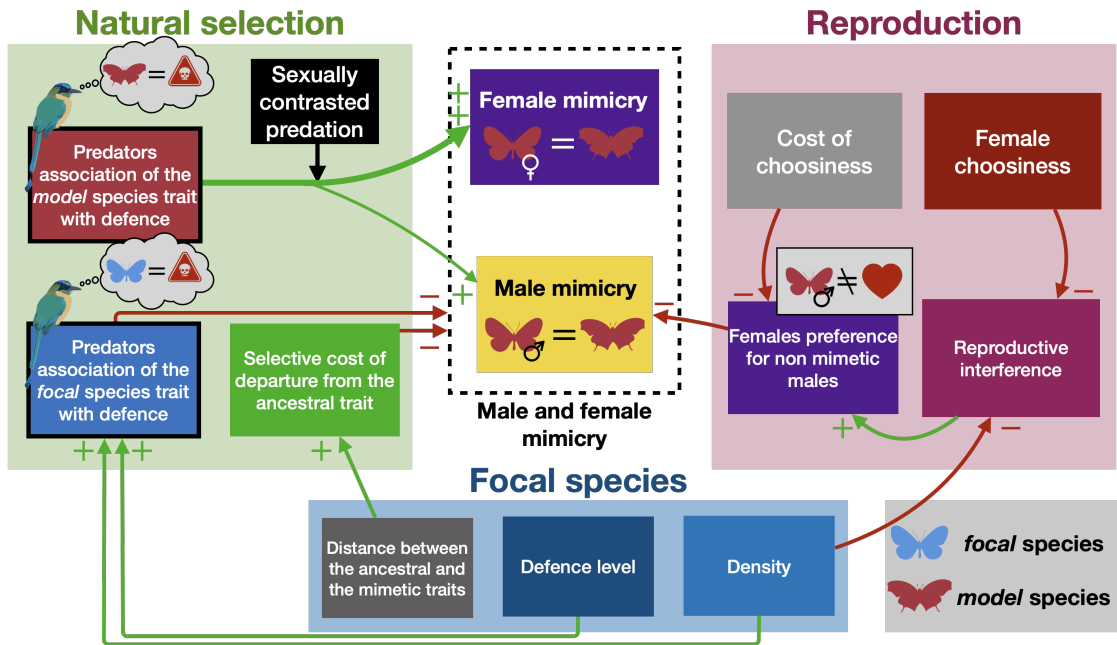 Natural selection
Reproduction
=
Sexually
contrasted
predation
Predators
association of the
model species trait
with defence
=
Predators
association of the
focal species trait
with defence
Selective cost of
departure from the
ancestral trait
+
+
Female mimicry
♀ =
+
Male mimicry
♂ =
−
−
−
Male and female
mimicry
Cost of
choosiness
Female
choosiness
−
−
♂ ≠
Females preference
for non mimetic
males
Reproductive
interference
+
−
+ +
+
Focal species
Distance between
the ancestral and
the mimetic traits
Defence level
Density
focal species
model species